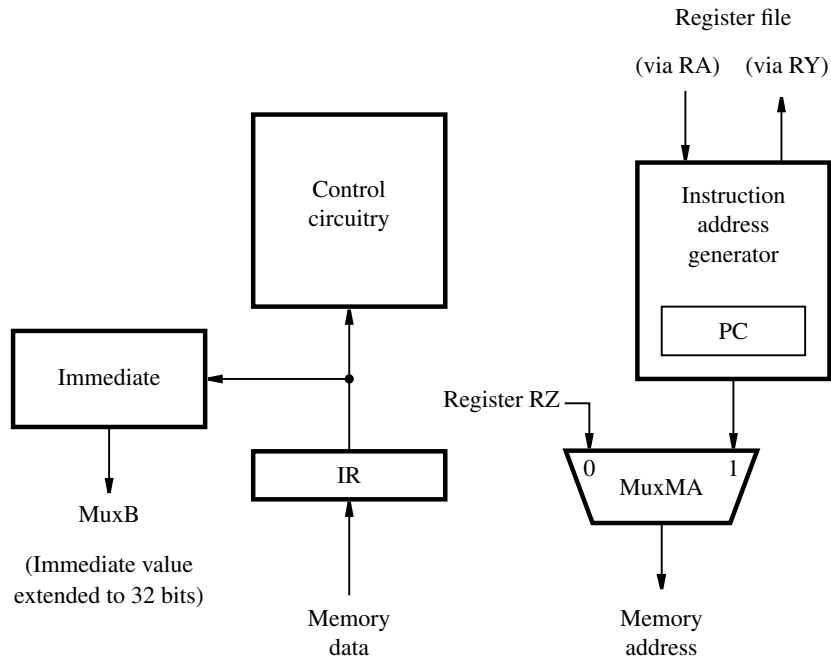 Register file
(via RA)
(via RY)
Control
circuitry
Instruction
address
generator
PC
Immediate
Register RZ
IR
0
1
MuxMA
MuxB
(Immediate value
extended to 32 bits)
Memory
data
Memory
address